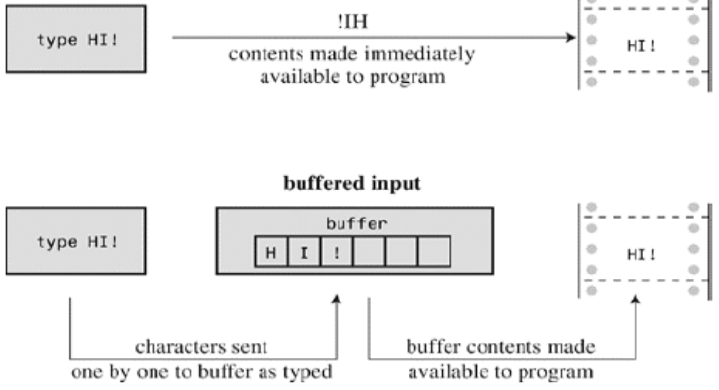 type HI!
!IH
contents made immediately
available to program
HI!
buffered input
type HI!
buffer
H I !
HI!
characters sent
one by one to buffer as typed
buffer contents made
available to program